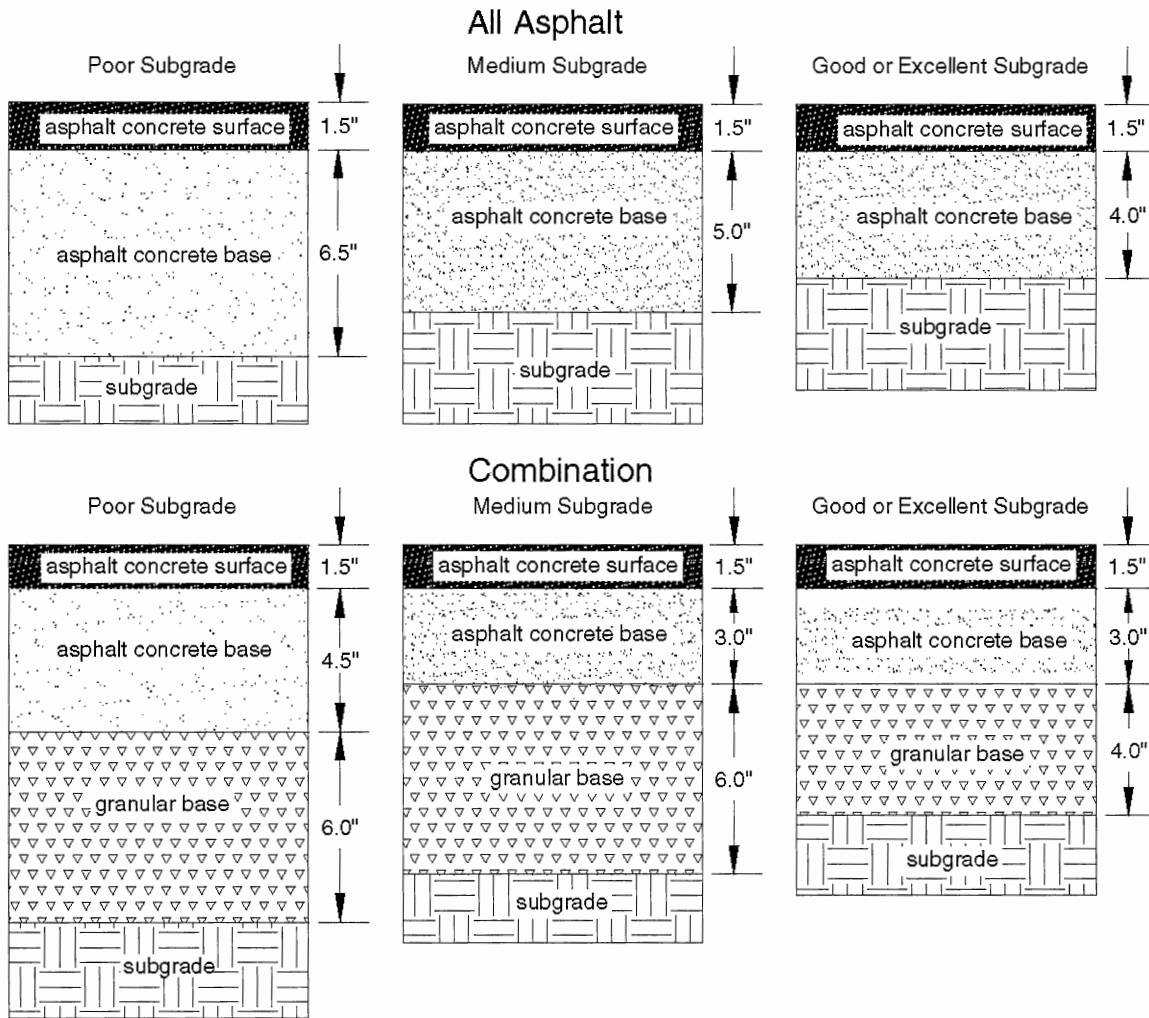 All Asphalt
Poor Subgrade
Medium Subgrade
Good or Excellent Subgrade
asphalt concrete surface
1.5"
asphalt concrete surface
1.5"
asphalt concrete surface
1.5"
asphalt concrete base
6.5"
asphalt concrete base
5.0"
asphalt concrete base
4.0"
subgrade
subgrade
subgrade
Combination
Poor Subgrade
Medium Subgrade
Good or Excellent Subgrade
asphalt concrete surface
1.5"
asphalt concrete surface
1.5"
asphalt concrete surface
1.5"
asphalt concrete base
4.5"
asphalt concrete base
3.0"
asphalt concrete base
3.0"
granular base
6.0"
granular base
6.0"
granular base
4.0"
subgrade
subgrade
subgrade